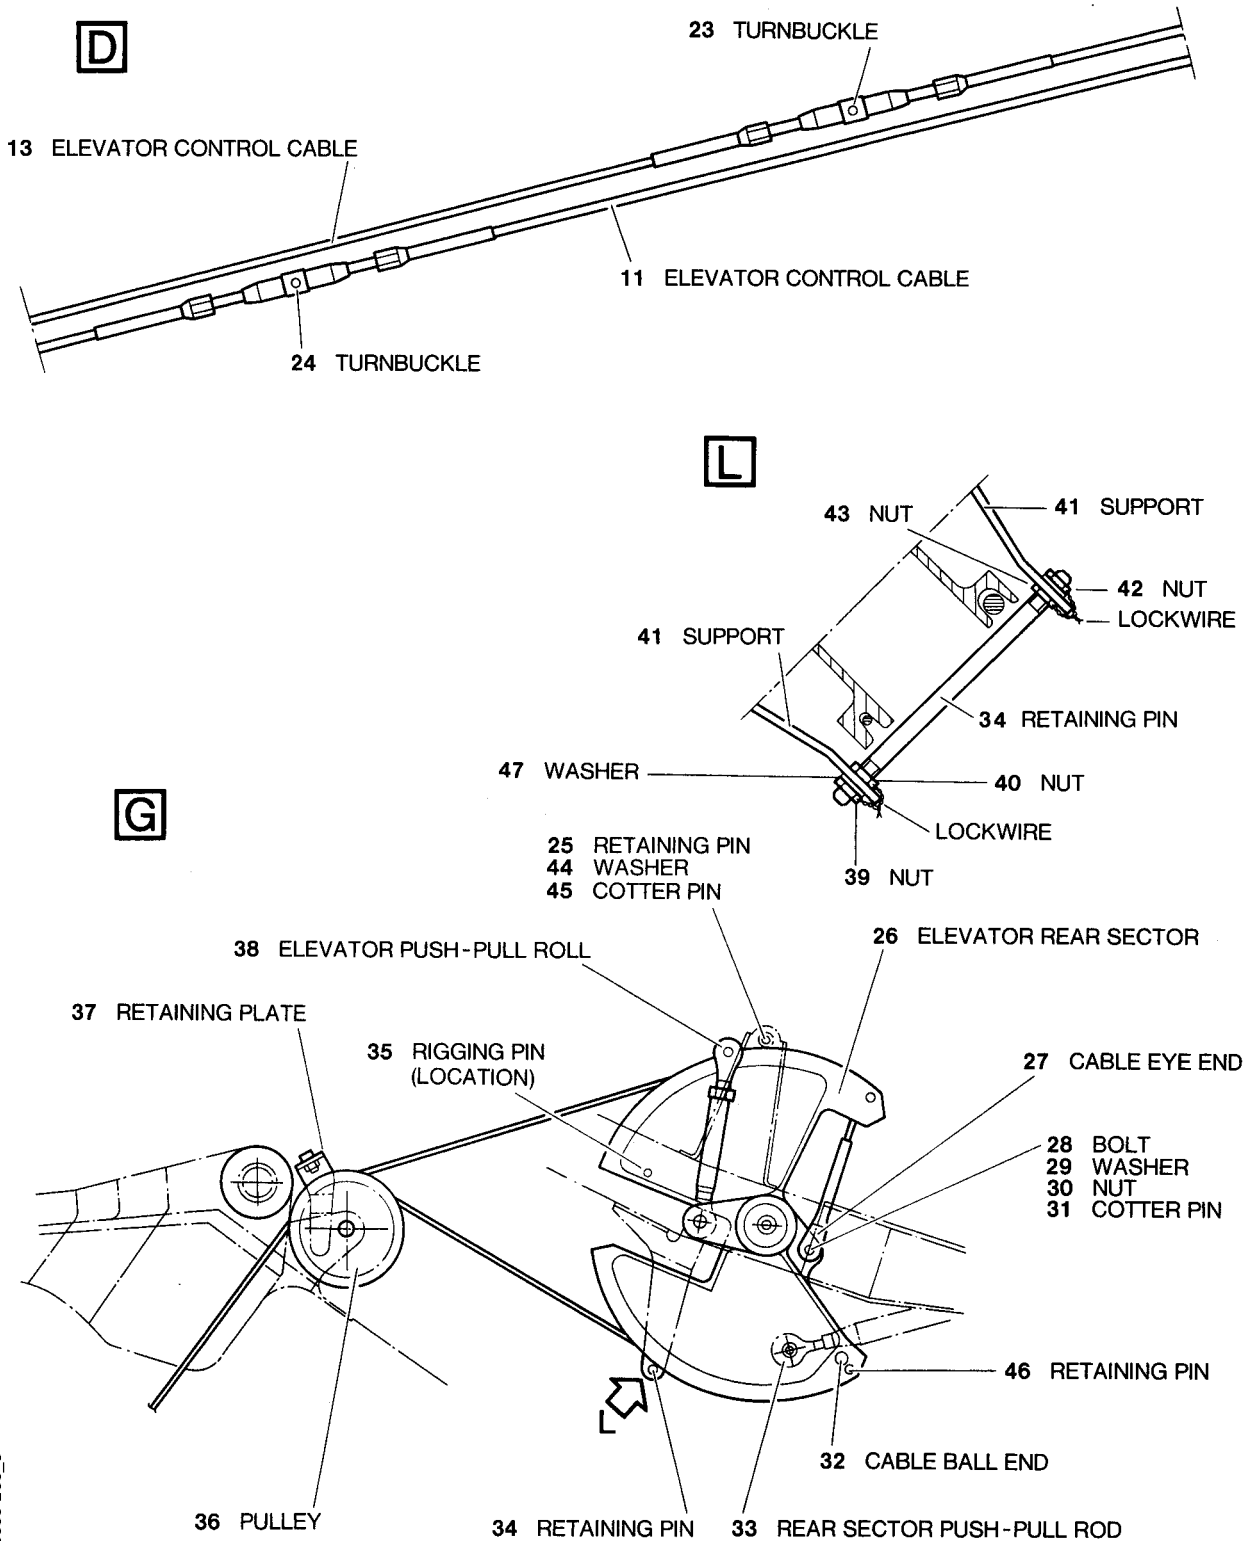 D
23 TURNBUCKLE
13 ELEVATOR CONTROL CABLE
11 ELEVATOR CONTROL CABLE
24 TURNBUCKLE
L
43 NUT
41 SUPPORT
42 NUT
LOCKWIRE
41 SUPPORT
34 RETAINING PIN
47 WASHER
40 NUT
LOCKWIRE
39 NUT
G
25 RETAINING PIN
44 WASHER
45 COTTER PIN
26 ELEVATOR REAR SECTOR
38 ELEVATOR PUSH-PULL ROLL
37 RETAINING PLATE
35 RIGGING PIN
(LOCATION)
27 CABLE EYE END
28 BOLT
29 WASHER
30 NUT
31 COTTER PIN
46 RETAINING PIN
L
32 CABLE BALL END
36 PULLEY
34 RETAINING PIN
33 REAR SECTOR PUSH-PULL ROD